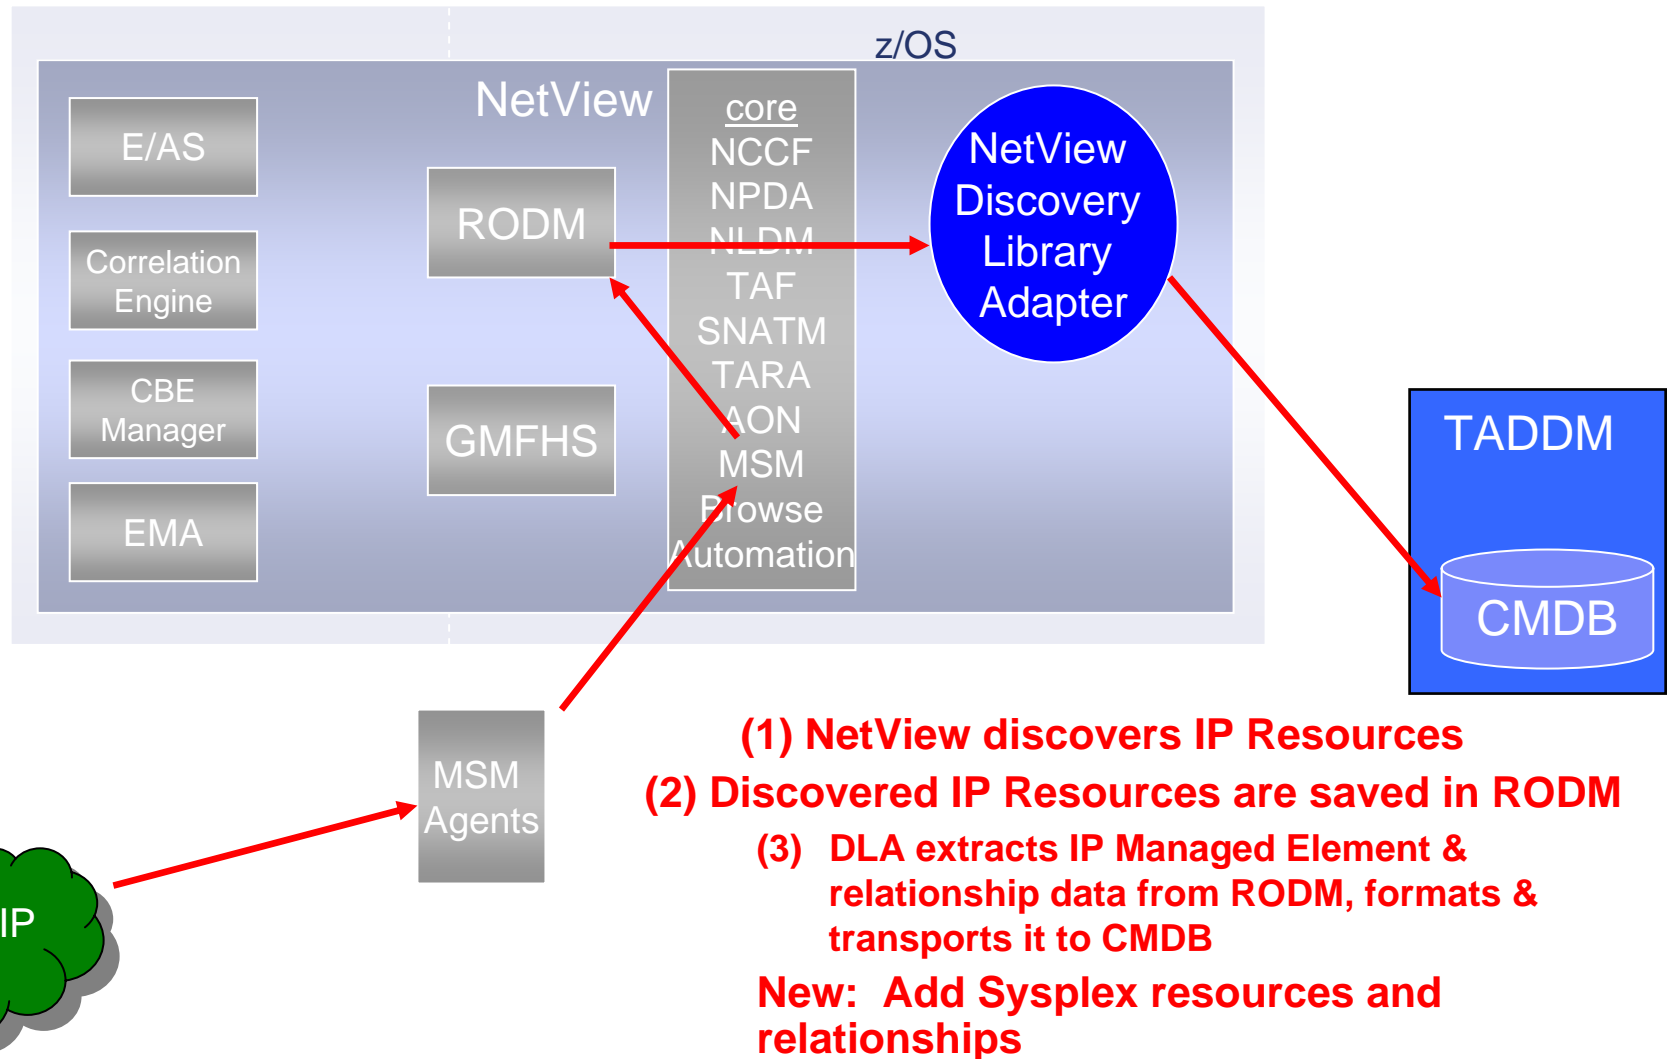 z/OS
NetView
E/AS
Correlation
Engine
CBE
Manager
EMA
RODM
GMFHS
core
NCCF
NPDA
NLDM
TAF
SNATM
TARA
AON
MSM
Browse
Automation
NetView
Discovery
Library
Adapter
TADDM
CMDB
MSM
Agents
IP
(1) NetView discovers IP Resources
(2) Discovered IP Resources are saved in RODM
(3) DLA extracts IP Managed Element &
relationship data from RODM, formats &
transports it to CMDB
New: Add Sysplex resources and
relationships